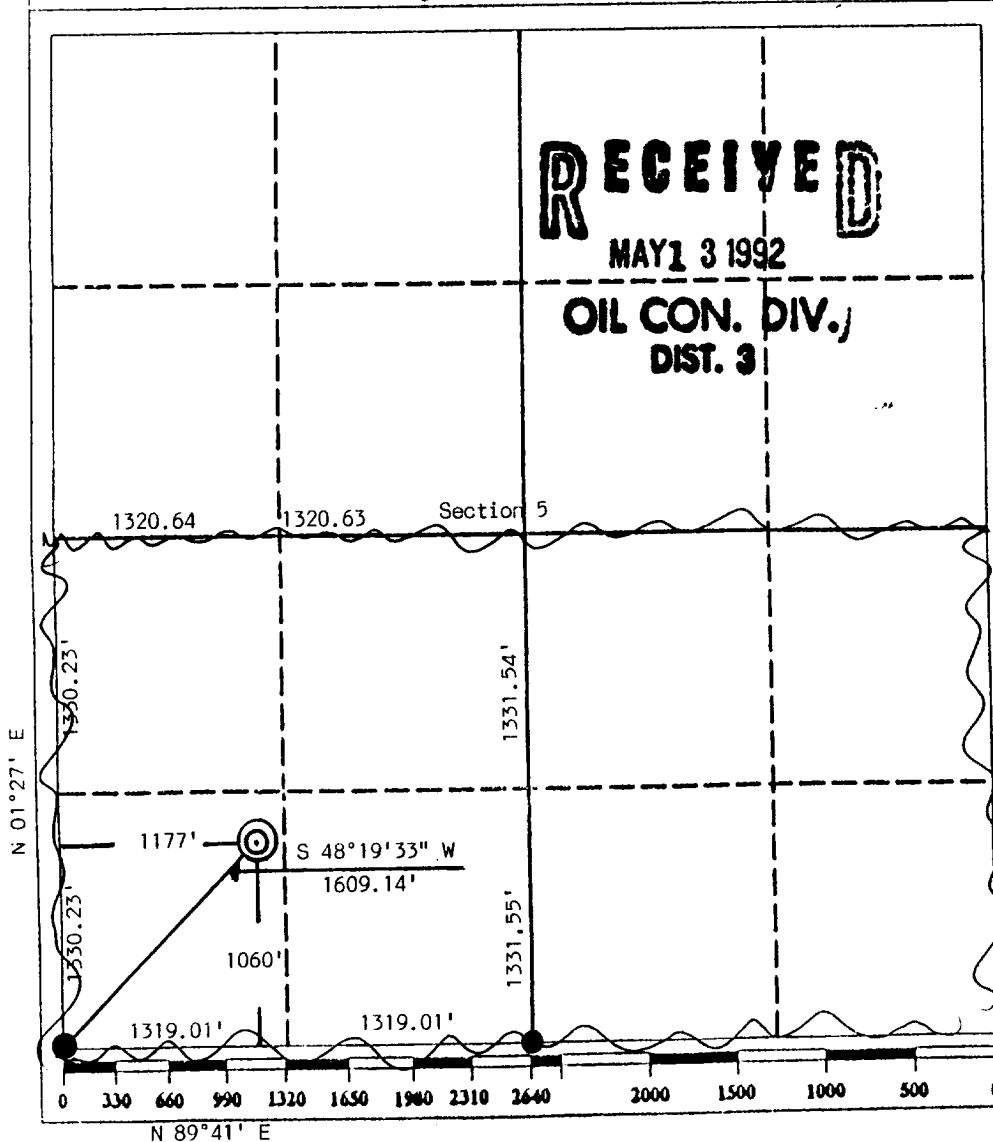 RECEIVED
MAY 1 3 1992
OIL CON. DIV.
DIST. 3
1320.64
1320.63
Section 5
1330.23'
1331.54'
N 01°27' E
1177'
S 48°19'33" W
1609.14'
1330.23'
1060'
1331.55'
1319.01'
1319.01'
0 330 660 990 1320 1650 1980 2310 2640 2000 1500 1000 500
N 89°41' E